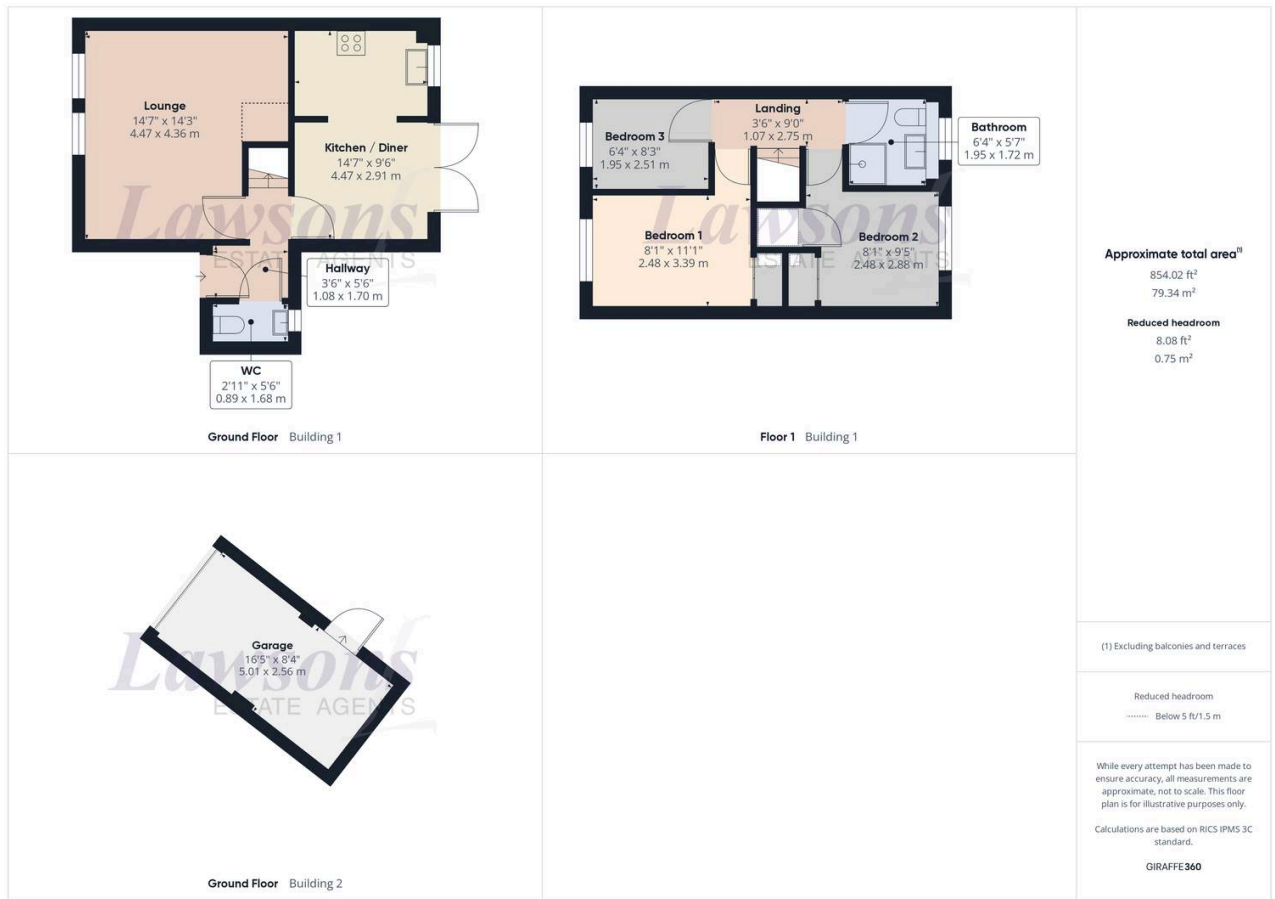 Lounge
14'7" x 14'3"
4.47 x 4.36 m
Kitchen / Diner
14'7" x 9'6"
4.47 x 2.91 m
Lawsons
ESTATE AGENTS
Hallway
3'6" x 5'6"
1.08 x 1.70 m
WC
2'11" x 5'6"
0.89 x 1.68 m
Ground Floor Building 1
Landing
3'6" x 9'0"
1.07 x 2.75 m
Bedroom 3
6'4" x 8'3"
1.95 x 2.51 m
Bathroom
6'4" x 5'7"
1.95 x 1.72 m
Lawsons
ESTATE AGENTS
Bedroom 1
8'1" x 11'1"
2.48 x 3.39 m
Bedroom 2
8'1" x 9'5"
2.48 x 2.88 m
Floor 1 Building 1
Lawsons
ESTATE AGENTS
Garage
16'5" x 8'4"
5.01 x 2.56 m
Ground Floor Building 2
Approximate total area(1)
854.02 ft²
79.34 m²
Reduced headroom
8.08 ft²
0.75 m²
(1) Excluding balconies and terraces
Reduced headroom
Below 5 ft/1.5 m
While every attempt has been made to
ensure accuracy, all measurements are
approximate, not to scale. This floor
plan is for illustrative purposes only.
Calculations are based on RICS IPMS 3C
standard.
GIRAFFE360